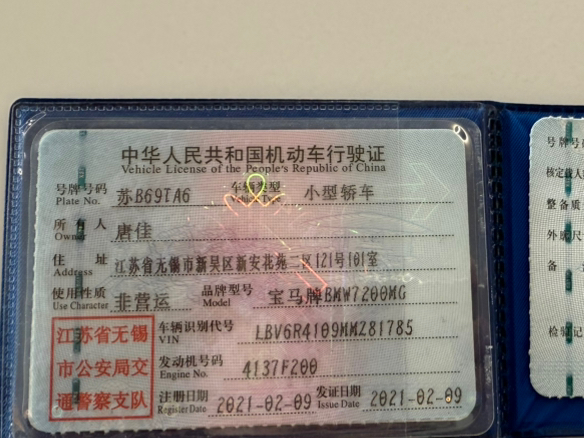 中华人民共和国机动车行驶证
Vehicle License of the People's Republic of China
号牌号码 苏B69TA6 车辆类型 小型轿车
Plate No.
所有人 唐佳
Owner
住址 江苏省无锡市新吴区新安花苑二区121号101室
Address
使用性质 非营运 品牌型号 宝马牌BMW7200MG
Use Character Model
江苏省无锡
市公安局交
通警察支队
车辆识别代号 LBV6R4109MM281785
VIN
发动机号码 4137F200
Engine No.
注册日期 2021-02-09 发证日期 2021-02-09
Register Date Issue Date
号牌号
核定载人
整备质
外廓尺
备
检验记